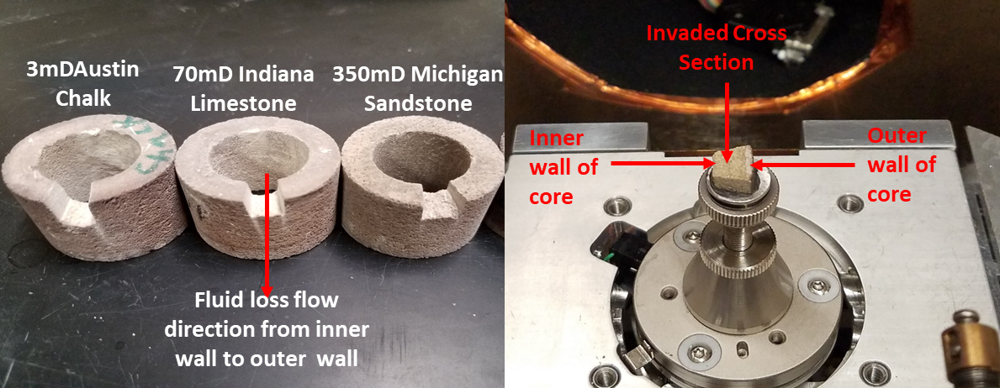 3mDAustin
Chalk
70mD Indiana
Limestone
350mD Michigan
Sandstone
Fluid loss flow
direction from inner
wall to outer  wall
Invaded Cross
Section
Inner
wall of
core
Outer
wall of
core